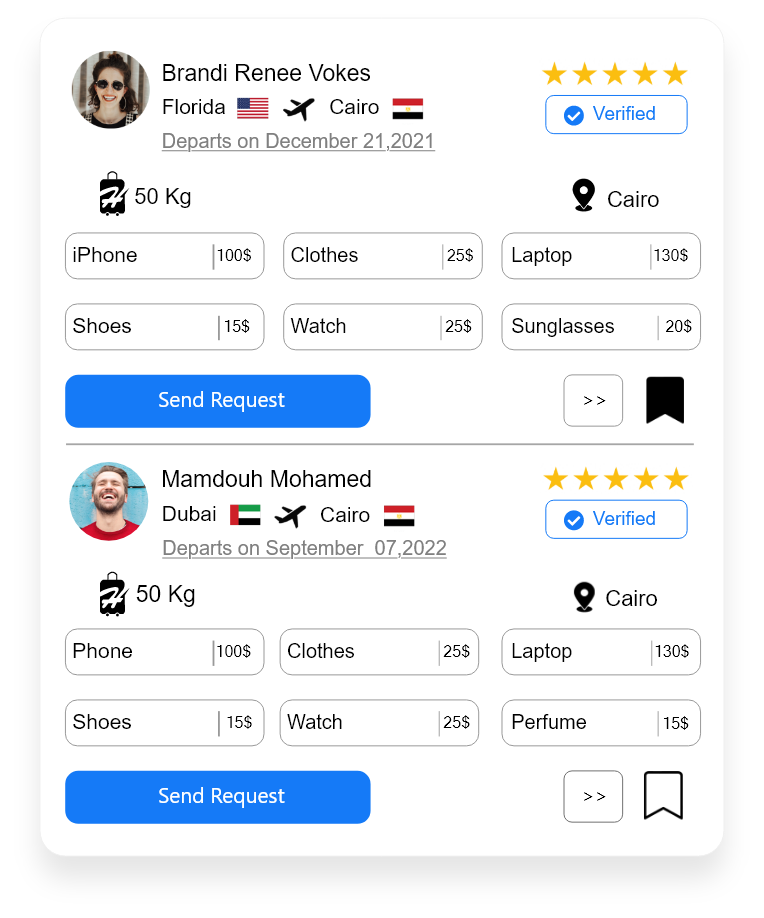 Brandi Renee Vokes
Florida Cairo
Verified
Departs on December 21,2021
50 Kg Cairo
iPhone 100$ Clothes 25$ Laptop 130$
Shoes 15$ Watch 25$ Sunglasses 20$
Send Request >>
Mamdouh Mohamed
Dubai Cairo
Verified
Departs on September 07,2022
50 Kg Cairo
Phone 100$ Clothes 25$ Laptop 130$
Shoes 15$ Watch 25$ Perfume 15$
Send Request >>